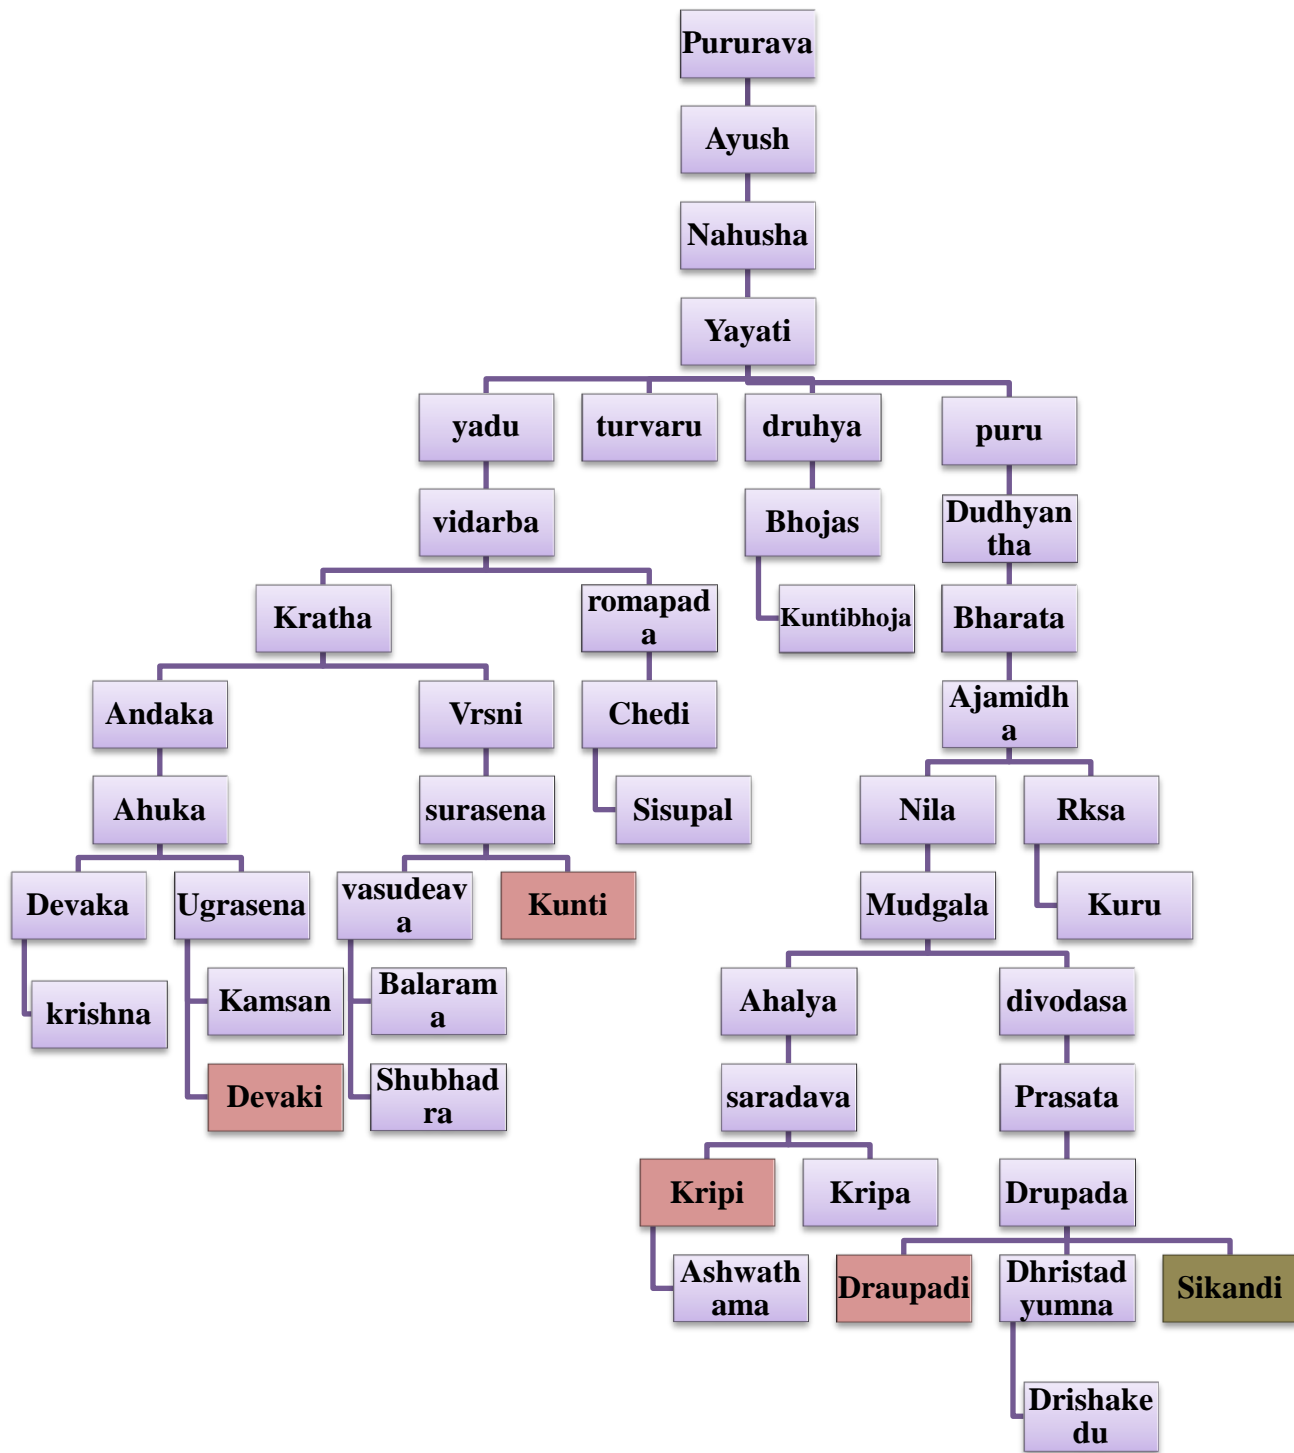 Pururava
Ayush
Nahusha
Yayati
yadu
turvaru
druhya
puru
vidarba
Bhojas
Dudhyan
tha
Kratha
romapad
a
Kuntibhoja
Bharata
Andaka
Vrsni
Chedi
Ajamidh
a
Ahuka
surasena
Sisupal
Nila
Rksa
Devaka
Ugrasena
vasudeav
a
Kunti
Mudgala
Kuru
krishna
Kamsan
Balaram
a
Ahalya
divodasa
Devaki
Shubhad
ra
saradava
Prasata
Kripi
Kripa
Drupada
Ashwath
ama
Draupadi
Dhristad
yumna
Sikandi
Drishake
du